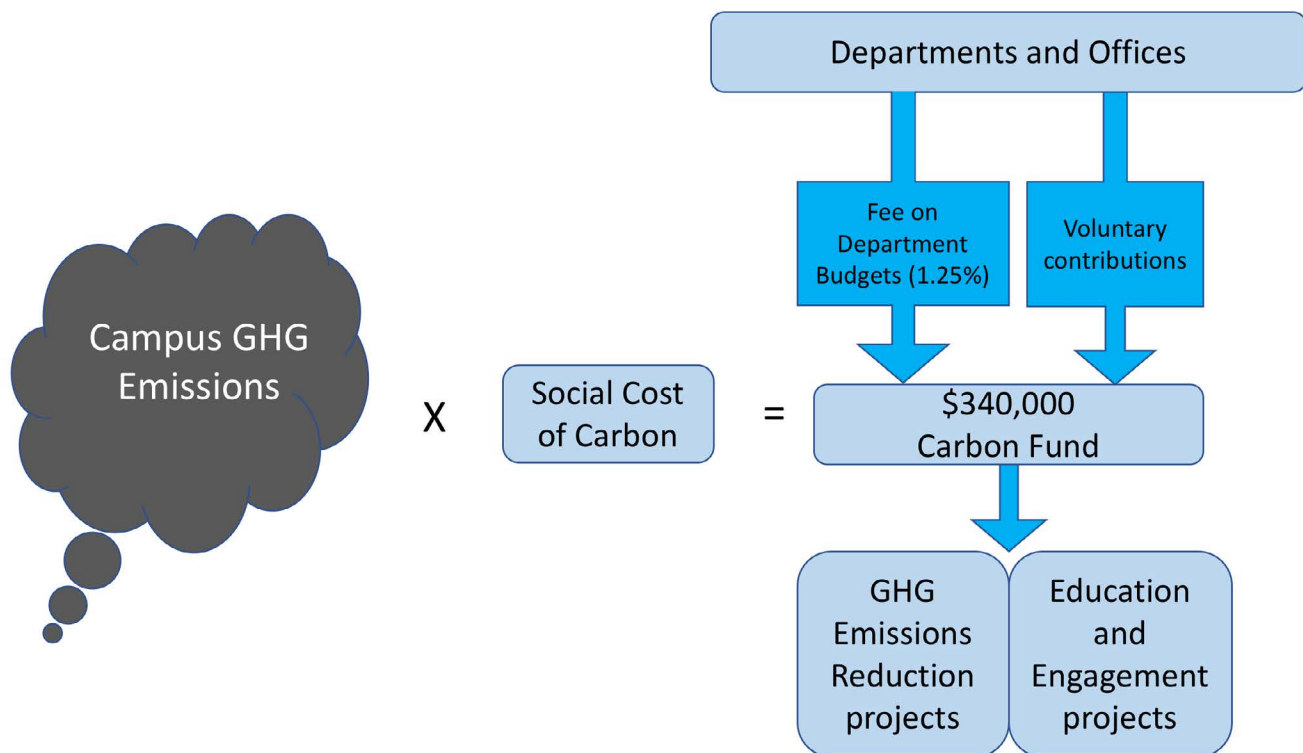 Departments and Offices
Fee on
Department
Budgets (1.25%)
Voluntary
contributions
Campus GHG
Emissions
X
Social Cost
of Carbon
=
$340,000
Carbon Fund
GHG
Emissions
Reduction
projects
Education
and
Engagement
projects